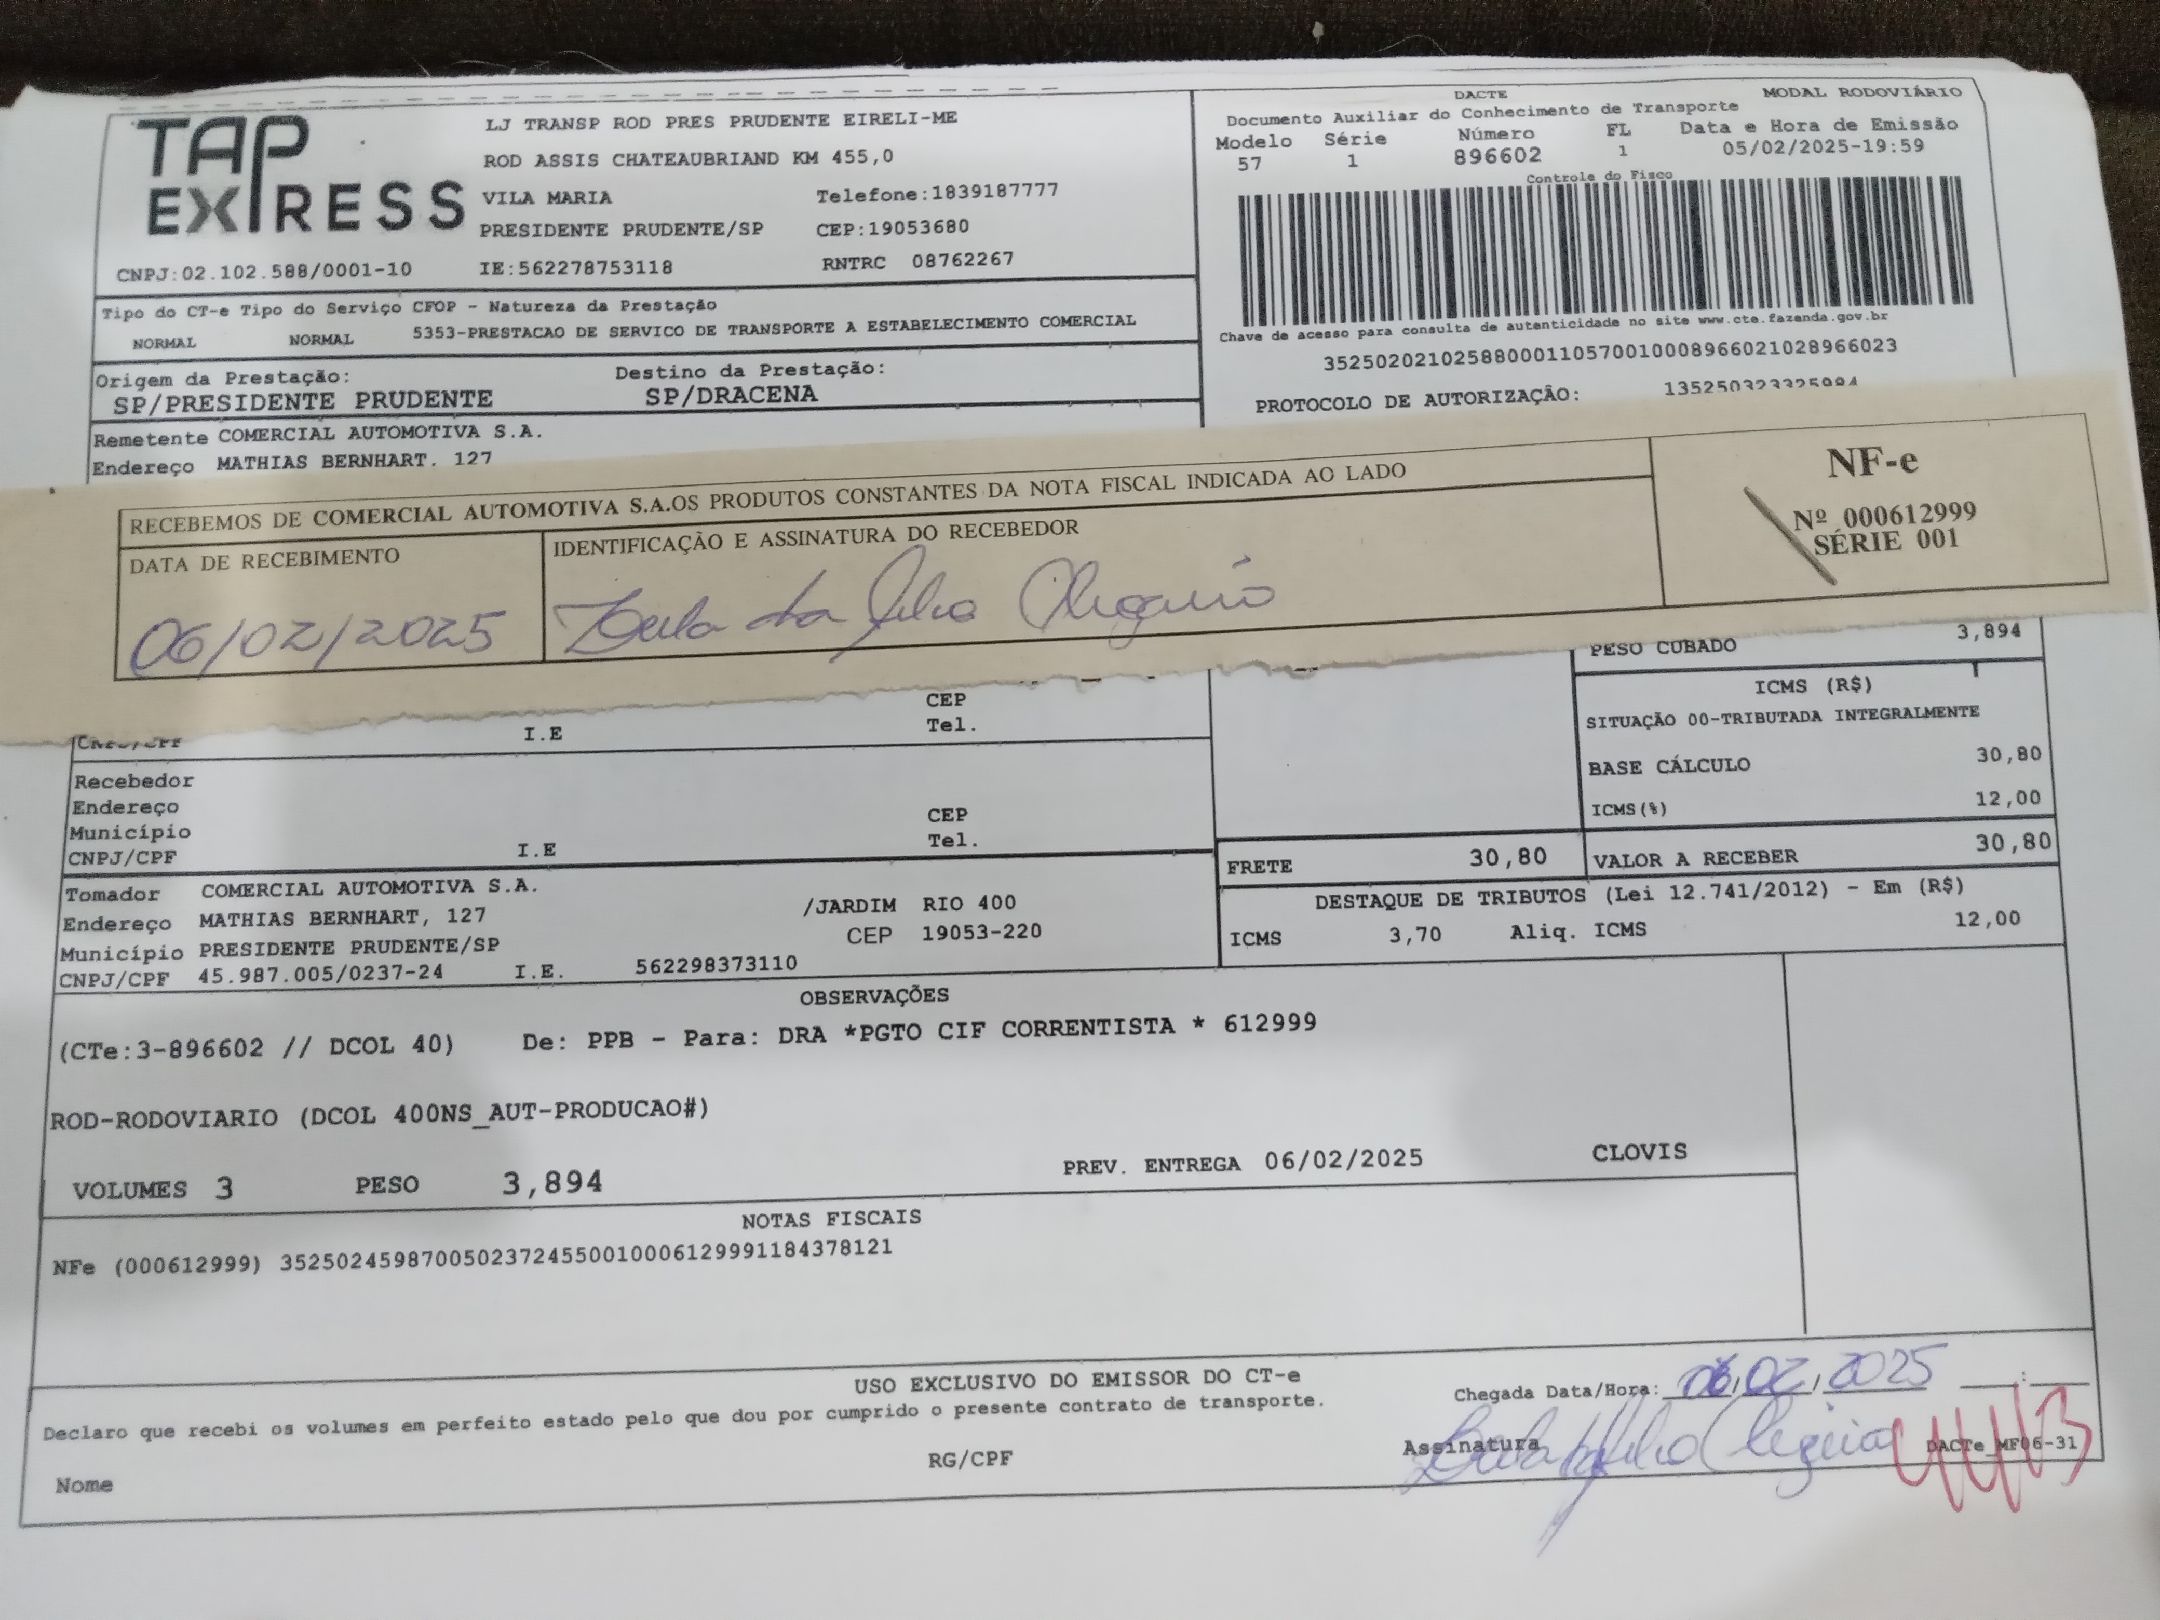 TAP
EXPRESS
LJ TRANSP ROD PRES PRUDENTE EIRELI-ME
ROD ASSIS CHATEAUBRIAND KM 455,0
VILA MARIA Telefone:1839187777
PRESIDENTE PRUDENTE/SP CEP:19053680
CNPJ:02.102.588/0001-10 IE:562278753118 RNTRC 08762267
DACTE MODAL RODOVIÁRIO
Documento Auxiliar do Conhecimento de Transporte
Modelo Série Número FL Data e Hora de Emissão
57 1 896602 1 05/02/2025-19:59
Controle do Fisco
Chave de acesso para consulta de autenticidade no site www.cte.fazenda.gov.br
35250202102588000110570010008966021028966023
PROTOCOLO DE AUTORIZAÇÃO: 135250323325994
Tipo do CT-e Tipo do Serviço CFOP - Natureza da Prestação
NORMAL NORMAL 5353-PRESTACAO DE SERVICO DE TRANSPORTE A ESTABELECIMENTO COMERCIAL
Origem da Prestação: Destino da Prestação:
SP/PRESIDENTE PRUDENTE SP/DRACENA
Remetente COMERCIAL AUTOMOTIVA S.A.
Endereço MATHIAS BERNHART, 127
RECEBEMOS DE COMERCIAL AUTOMOTIVA S.A.OS PRODUTOS CONSTANTES DA NOTA FISCAL INDICADA AO LADO
DATA DE RECEBIMENTO IDENTIFICAÇÃO E ASSINATURA DO RECEBEDOR
06/02/2025 da Silva
NF-e
Nº 000612999
SÉRIE 001
PESO CUBADO 3,894
CEP
CNPJ/CPF I.E Tel.
ICMS (R$)
SITUAÇÃO 00-TRIBUTADA INTEGRALMENTE
BASE CÁLCULO 30,80
ICMS(%) 12,00
Recebedor
Endereço
Município CEP
CNPJ/CPF I.E Tel.
FRETE 30,80 VALOR A RECEBER 30,80
Tomador COMERCIAL AUTOMOTIVA S.A.
Endereço MATHIAS BERNHART, 127 /JARDIM RIO 400
Município PRESIDENTE PRUDENTE/SP CEP 19053-220
CNPJ/CPF 45.987.005/0237-24 I.E. 562298373110
DESTAQUE DE TRIBUTOS (Lei 12.741/2012) - Em (R$)
ICMS 3,70 Aliq. ICMS 12,00
OBSERVAÇÕES
(CTe:3-896602 // DCOL 40) De: PPB - Para: DRA *PGTO CIF CORRENTISTA * 612999
ROD-RODOVIARIO (DCOL 400NS_AUT-PRODUCAO#)
VOLUMES 3 PESO 3,894 PREV. ENTREGA 06/02/2025 CLOVIS
NOTAS FISCAIS
NFe (000612999) 35250245987005023724550010006129991184378121
USO EXCLUSIVO DO EMISSOR DO CT-e
Declaro que recebi os volumes em perfeito estado pelo que dou por cumprido o presente contrato de transporte.
Chegada Data/Hora: 06,02,2025 :
Nome RG/CPF Assinatura DACTe_MF06-31